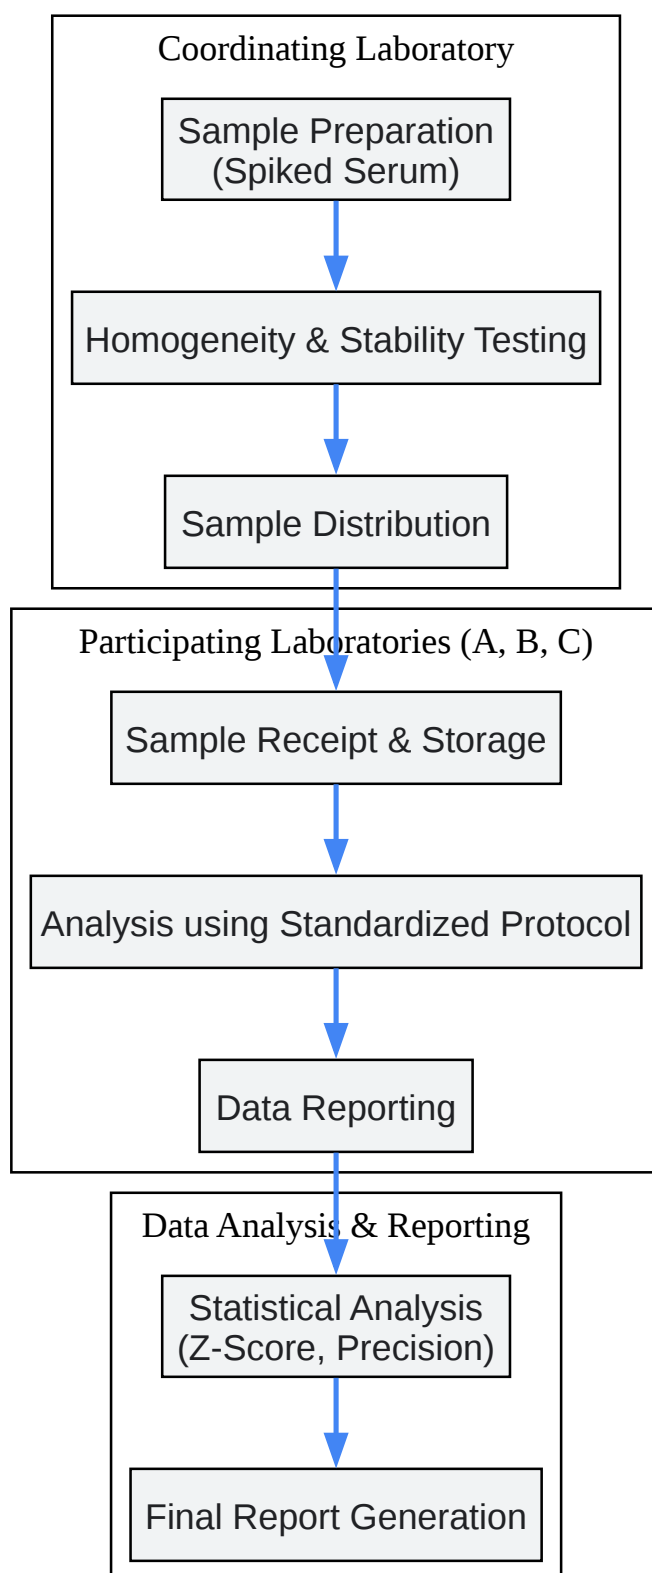 Coordinating Laboratory
Sample Preparation
(Spiked Serum)
Homogeneity & Stability Testing
Sample Distribution
Participating Laboratories (A, B, C)
Sample Receipt & Storage
Analysis using Standardized Protocol
Data Reporting
Data Analysis & Reporting
Statistical Analysis
(Z-Score, Precision)
Final Report Generation